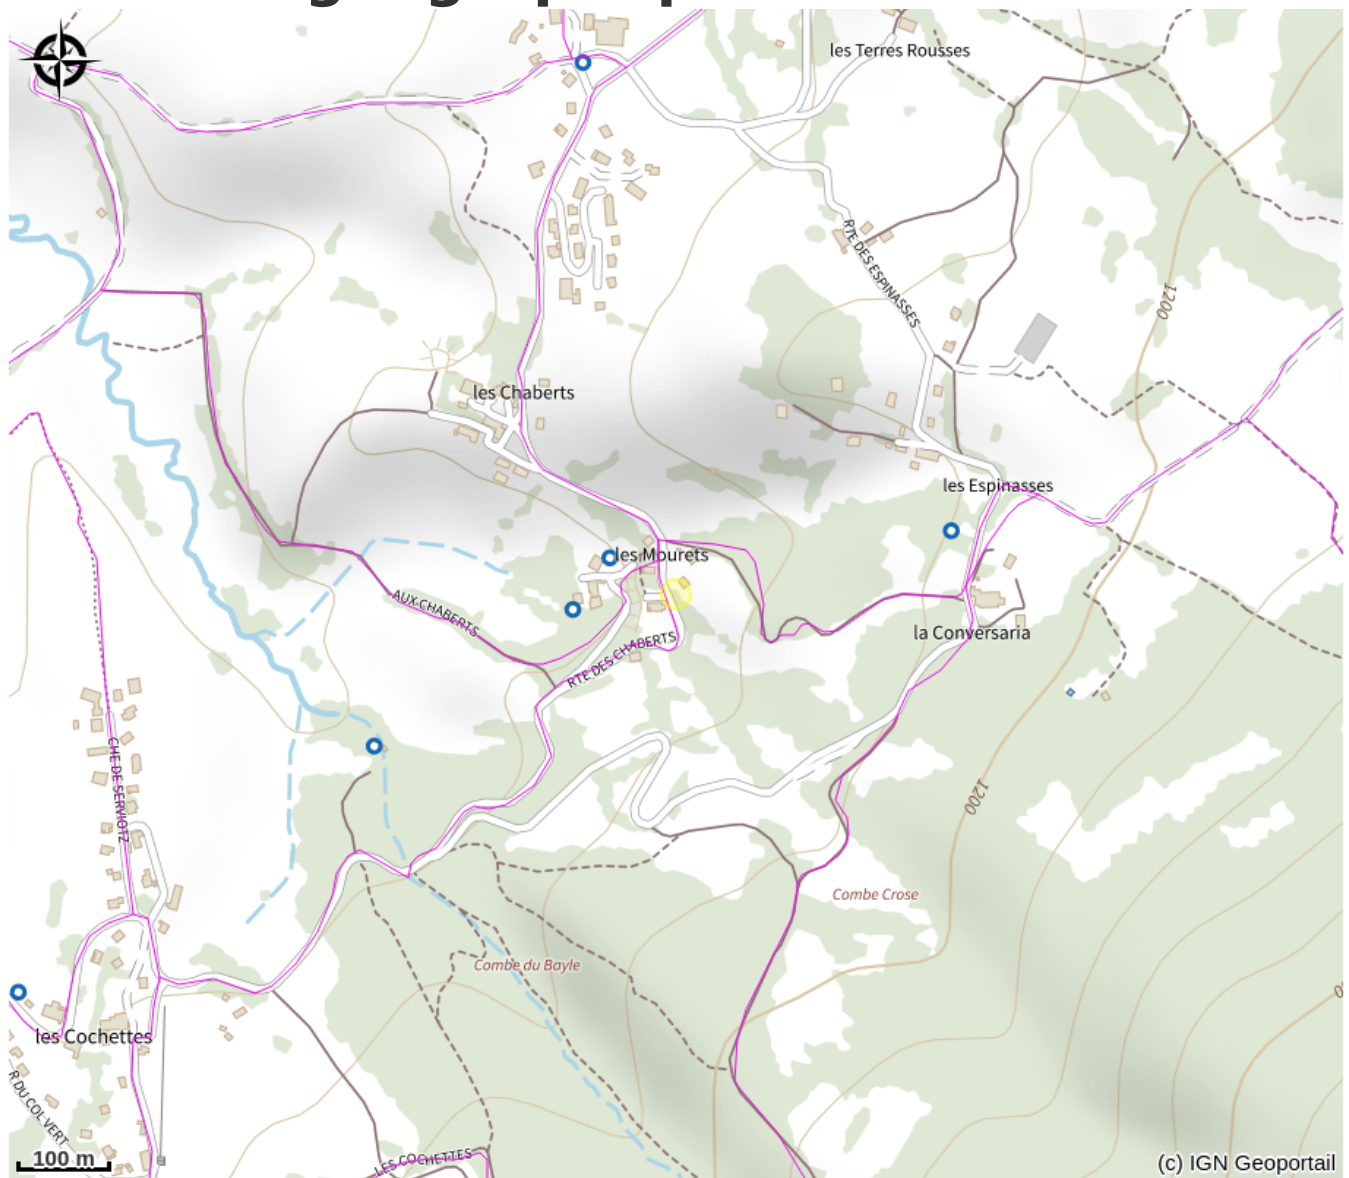 les Terres Rousses
RTE DES ESPINASSES
1200
les Chaberts
les Espinasses
les Mourets
AUX CHABERTS
la Conversaria
RTE DES CHABERTS
CHE DE SERVIOTZ
1200
Combe Crose
Combe du Bayle
les Cochettes
R DU COL VERT
LES COCHETTES
100 m
(c) IGN Geoportail